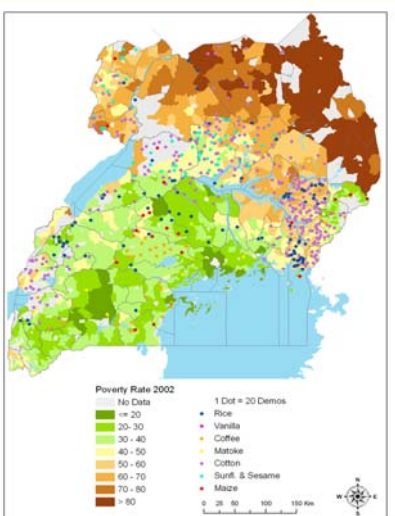 Poverty Rate 2002
No Data
<= 20
20- 30
30 - 40
40 - 50
50 - 60
60 - 70
70 - 80
> 80
1 Dot = 20 Demos
Rice
Vanilla
Coffee
Matoke
Cotton
Sunfl. & Sesame
Maize
0 25 50 100 150 Km
N
W E
S